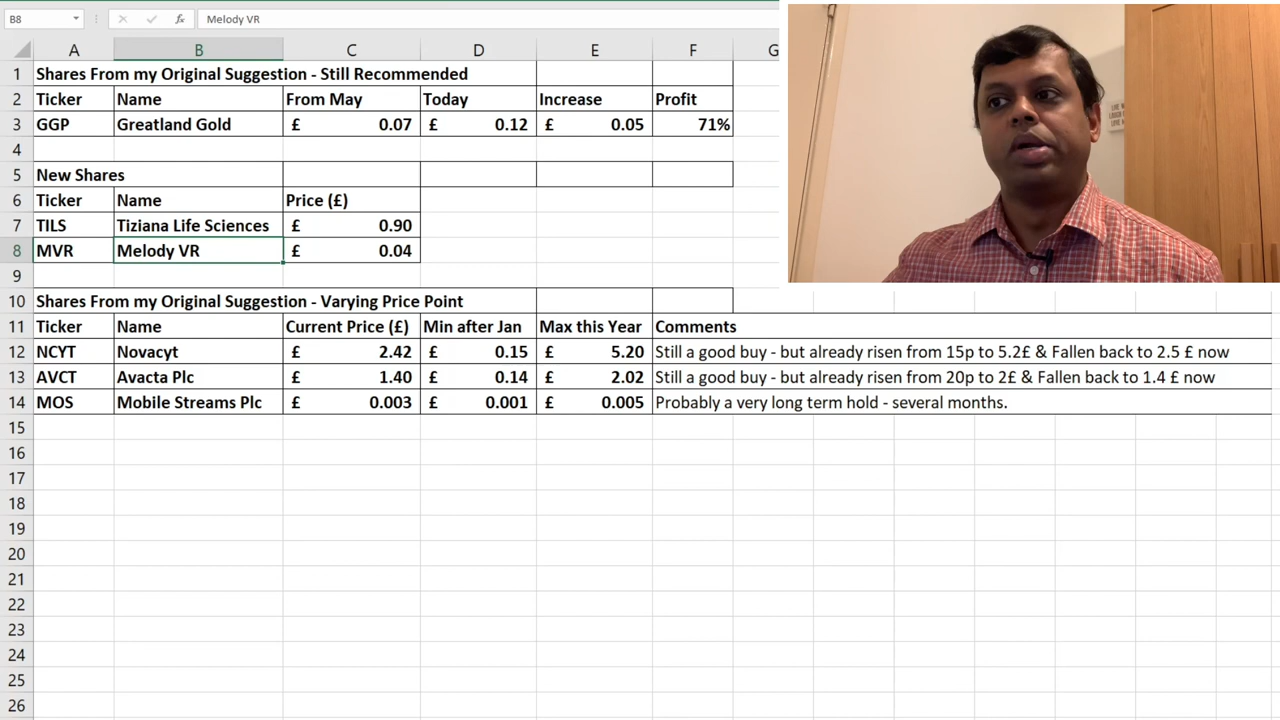 B8 fx Melody VR
A B C D E F G
1 Shares From my Original Suggestion - Still Recommended
2 Ticker Name From May Today Increase Profit
3 GGP Greatland Gold £ 0.07 £ 0.12 £ 0.05 71%
4
5 New Shares
6 Ticker Name Price (£)
7 TILS Tiziana Life Sciences £ 0.90
8 MVR Melody VR £ 0.04
9
10 Shares From my Original Suggestion - Varying Price Point
11 Ticker Name Current Price (£) Min after Jan Max this Year Comments
12 NCYT Novacyt £ 2.42 £ 0.15 £ 5.20 Still a good buy - but already risen from 15p to 5.2£ & Fallen back to 2.5 £ now
13 AVCT Avacta Plc £ 1.40 £ 0.14 £ 2.02 Still a good buy - but already risen from 20p to 2£ & Fallen back to 1.4 £ now
14 MOS Mobile Streams Plc £ 0.003 £ 0.001 £ 0.005 Probably a very long term hold - several months.
15
16
17
18
19
20
21
22
23
24
25
26